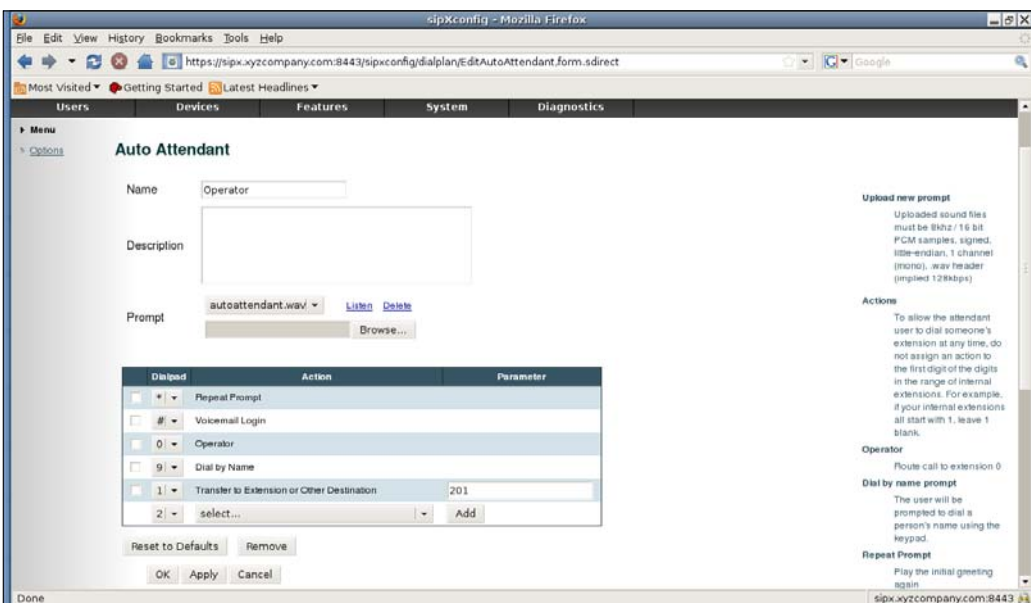 sipXconfig - Mozilla Firefox
File Edit View History Bookmarks Tools Help
https://sipx.xyzcompany.com:8443/sipxconfig/dialplan/EditAutoAttendant,form.sdirect
Google
Most Visited Getting Started Latest Headlines
Users Devices Features System Diagnostics
Menu
Options
Auto Attendant
Name Operator
Description
Prompt autoattendant.wav Listen Delete
Browse...
Dialpad Action Parameter
* Repeat Prompt
# Voicemail Login
0 Operator
9 Dial by Name
1 Transfer to Extension or Other Destination 201
2 select... Add
Reset to Defaults Remove
OK Apply Cancel
Upload new prompt
Uploaded sound files
must be 8khz / 16 bit
PCM samples, signed,
little-endian, 1 channel
(mono), .wav header
(implied 128kbps)
Actions
To allow the attendant
user to dial someone's
extension at any time, do
not assign an action to
the first digit of the digits
in the range of internal
extensions. For example,
if your internal extensions
all start with 1, leave 1
blank.
Operator
Route call to extension 0
Dial by name prompt
The user will be
prompted to dial a
person's name using the
keypad.
Repeat Prompt
Play the initial greeting
again
Done
sipx.xyzcompany.com:8443